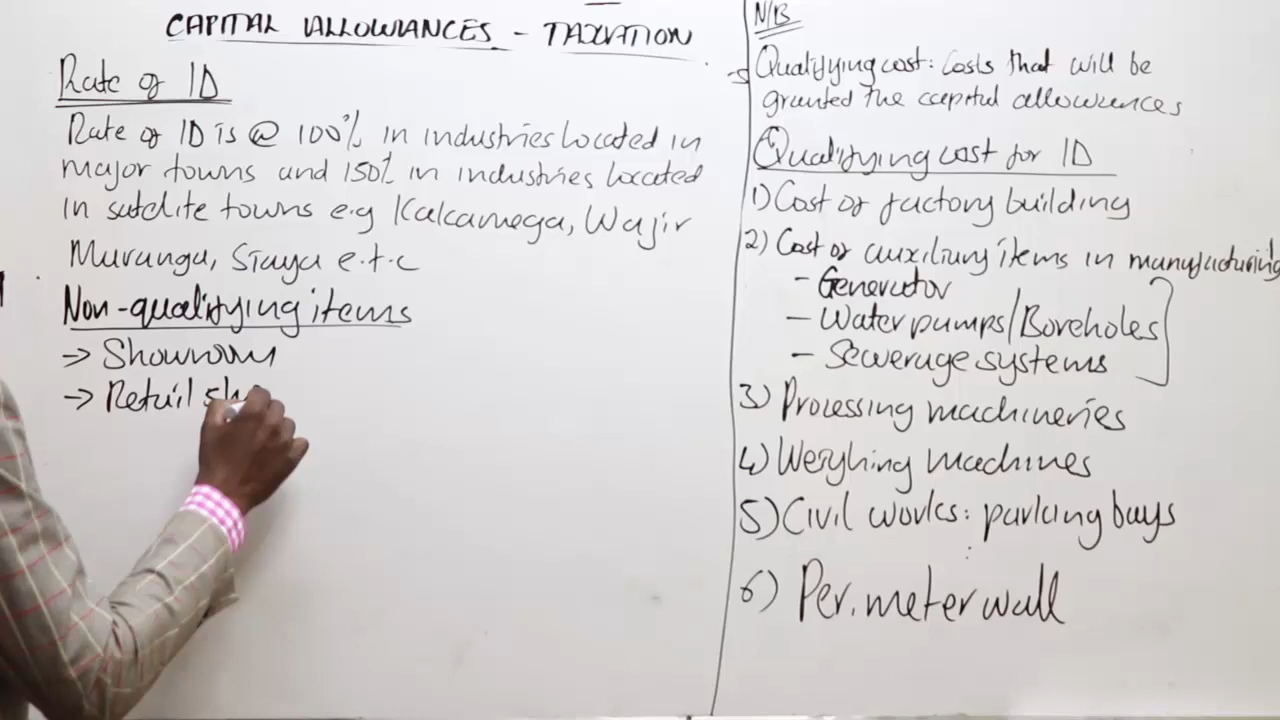 CAPITAL ALLOWANCES - TAXATION
Rate of ID
Rate of ID is @ 100% in industries located in
major towns and 150% in industries located
in satelite towns e.g Kakamega, Wajir
Muranga, Siaya e.t.c
Non-qualifying items
→ Showroom
→ Retail sh
N/B
Qualifying cost: Costs that will be
granted the capital allowances
Qualifying cost for ID
1) Cost of factory building
2) Cost of auxiliary items in manufacturing
- Generator
- Water pumps/Boreholes
- Sewerage systems
3) Processing machineries
4) Weighing machines
5) Civil works: parking bays
6) Perimeter wall